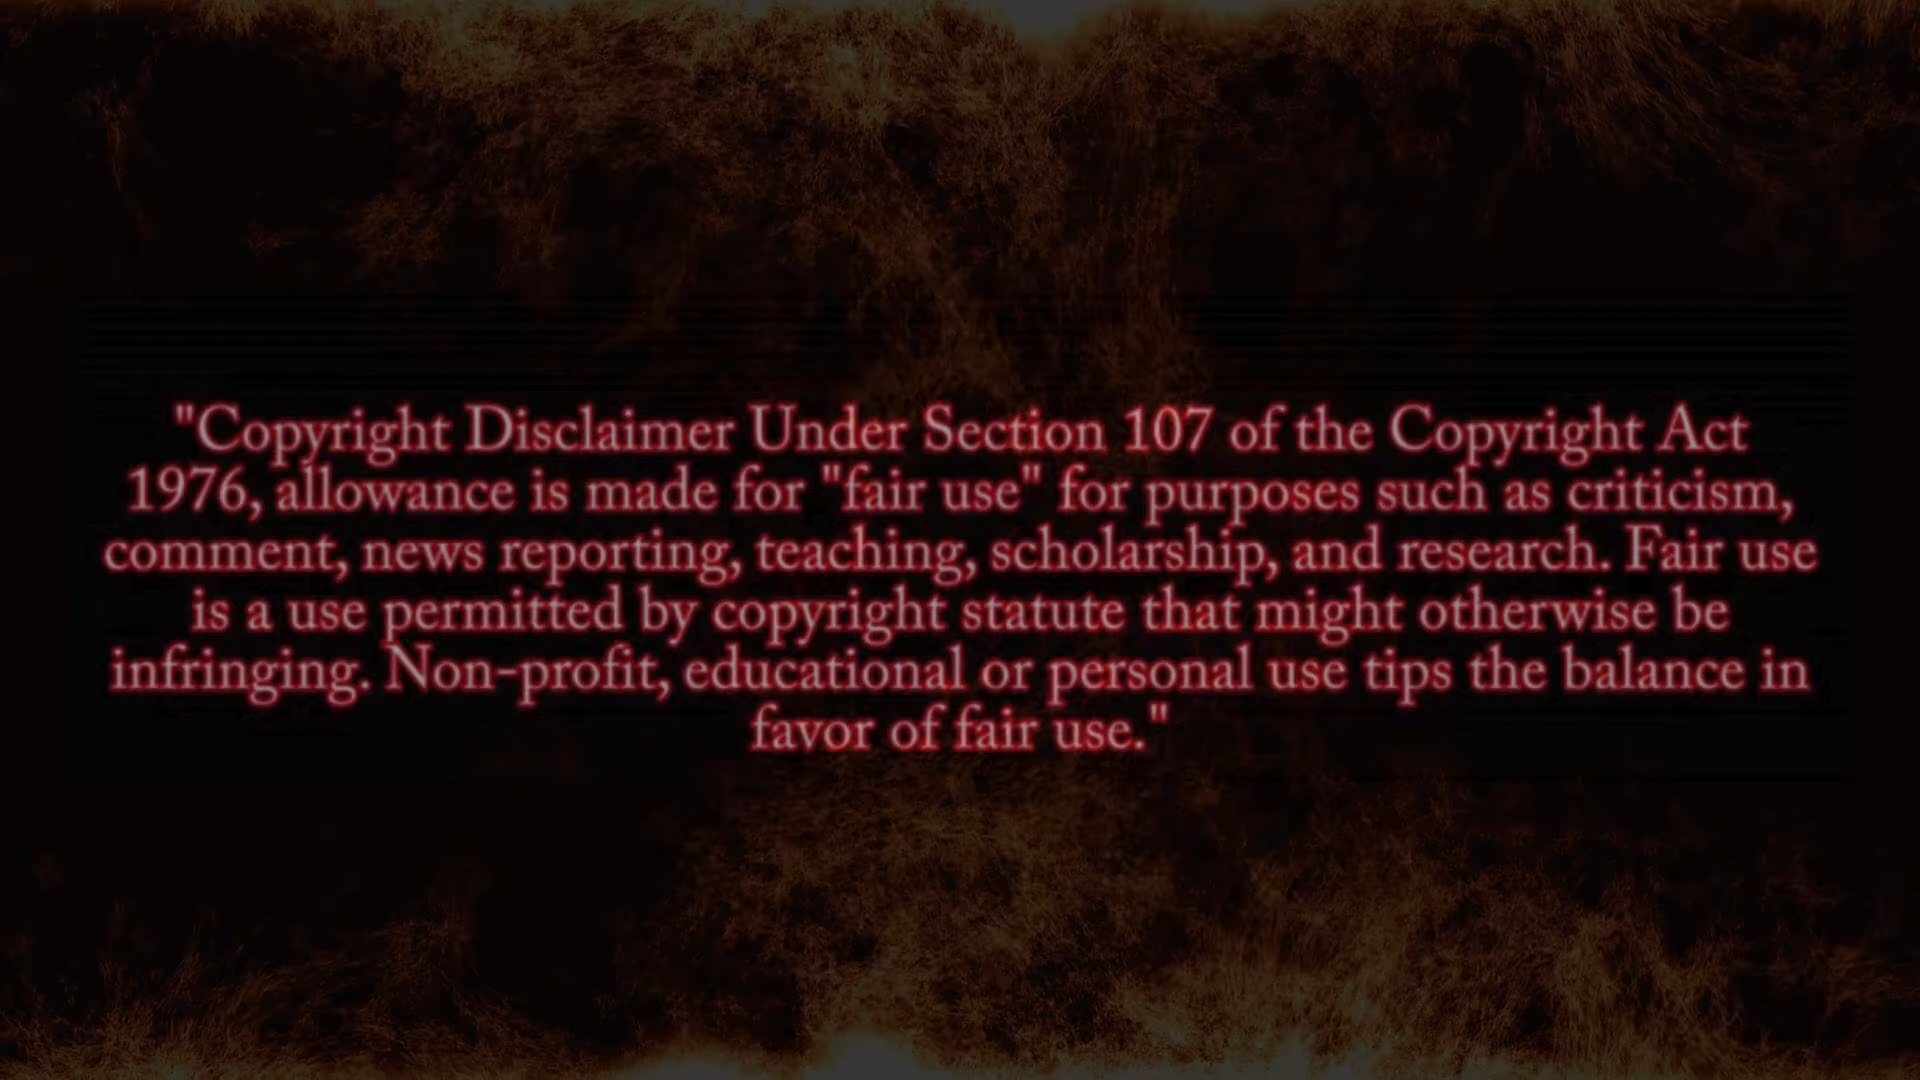 "Copyright Disclaimer Under Section 107 of the Copyright Act
1976, allowance is made for "fair use" for purposes such as criticism,
comment, news reporting, teaching, scholarship, and research. Fair use
is a use permitted by copyright statute that might otherwise be
infringing. Non-profit, educational or personal use tips the balance in
favor of fair use."